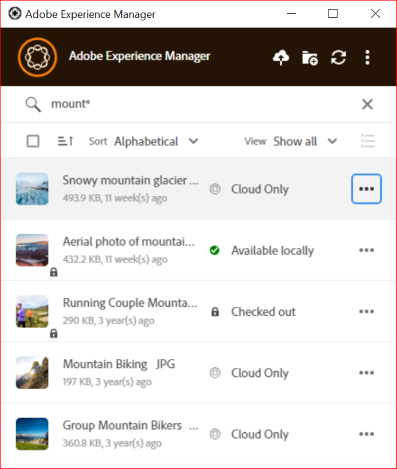 Adobe Experience Manager
Adobe Experience Manager
mount*
Sort Alphabetical View Show all
Snowy mountain glacier ...
493.9 KB, 11 week(s) ago
Cloud Only
Aerial photo of mountai...
432.2 KB, 11 week(s) ago
Available locally
Running Couple Mounta...
290 KB, 3 year(s) ago
Checked out
Mountain Biking JPG
197 KB, 3 year(s) ago
Cloud Only
Group Mountain Bikers ...
360.8 KB, 3 year(s) ago
Cloud Only